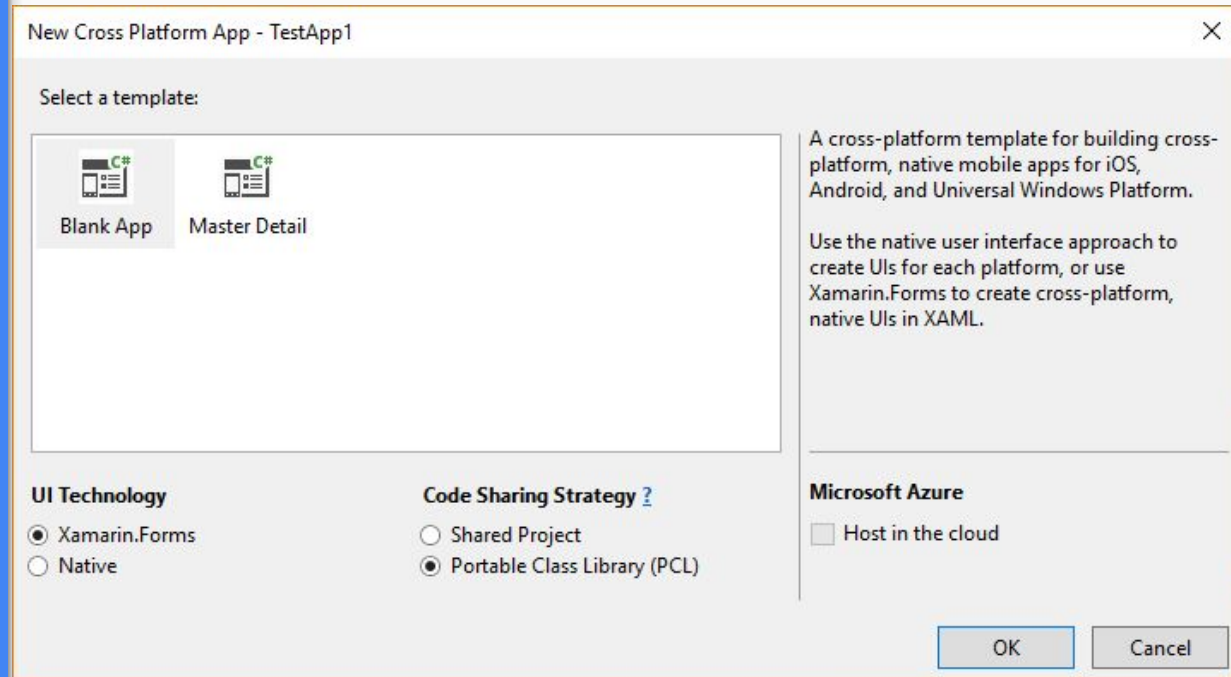 New Cross Platform App - TestApp1
Select a template:
C#
Blank App
C#
Master Detail
A cross-platform template for building cross-
platform, native mobile apps for iOS,
Android, and Universal Windows Platform.
Use the native user interface approach to
create UIs for each platform, or use
Xamarin.Forms to create cross-platform,
native UIs in XAML.
UI Technology
Xamarin.Forms
Native
Code Sharing Strategy ?
Shared Project
Portable Class Library (PCL)
Microsoft Azure
Host in the cloud
OK
Cancel